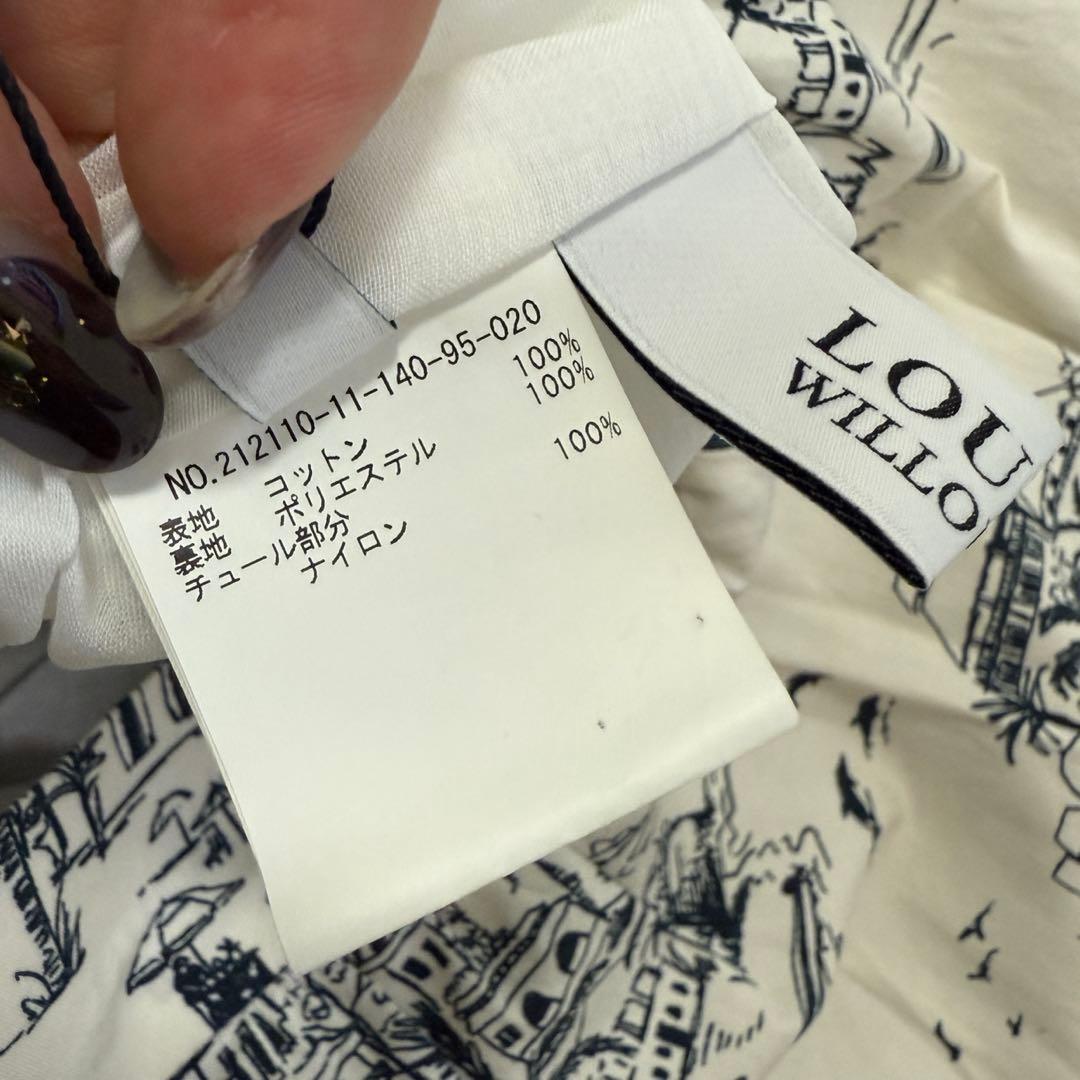 NO.212110-11-140-95-020
表地 コットン 100%
裏地 ポリエステル 100%
チュール部分
ナイロン 100%
LOU
WILLO